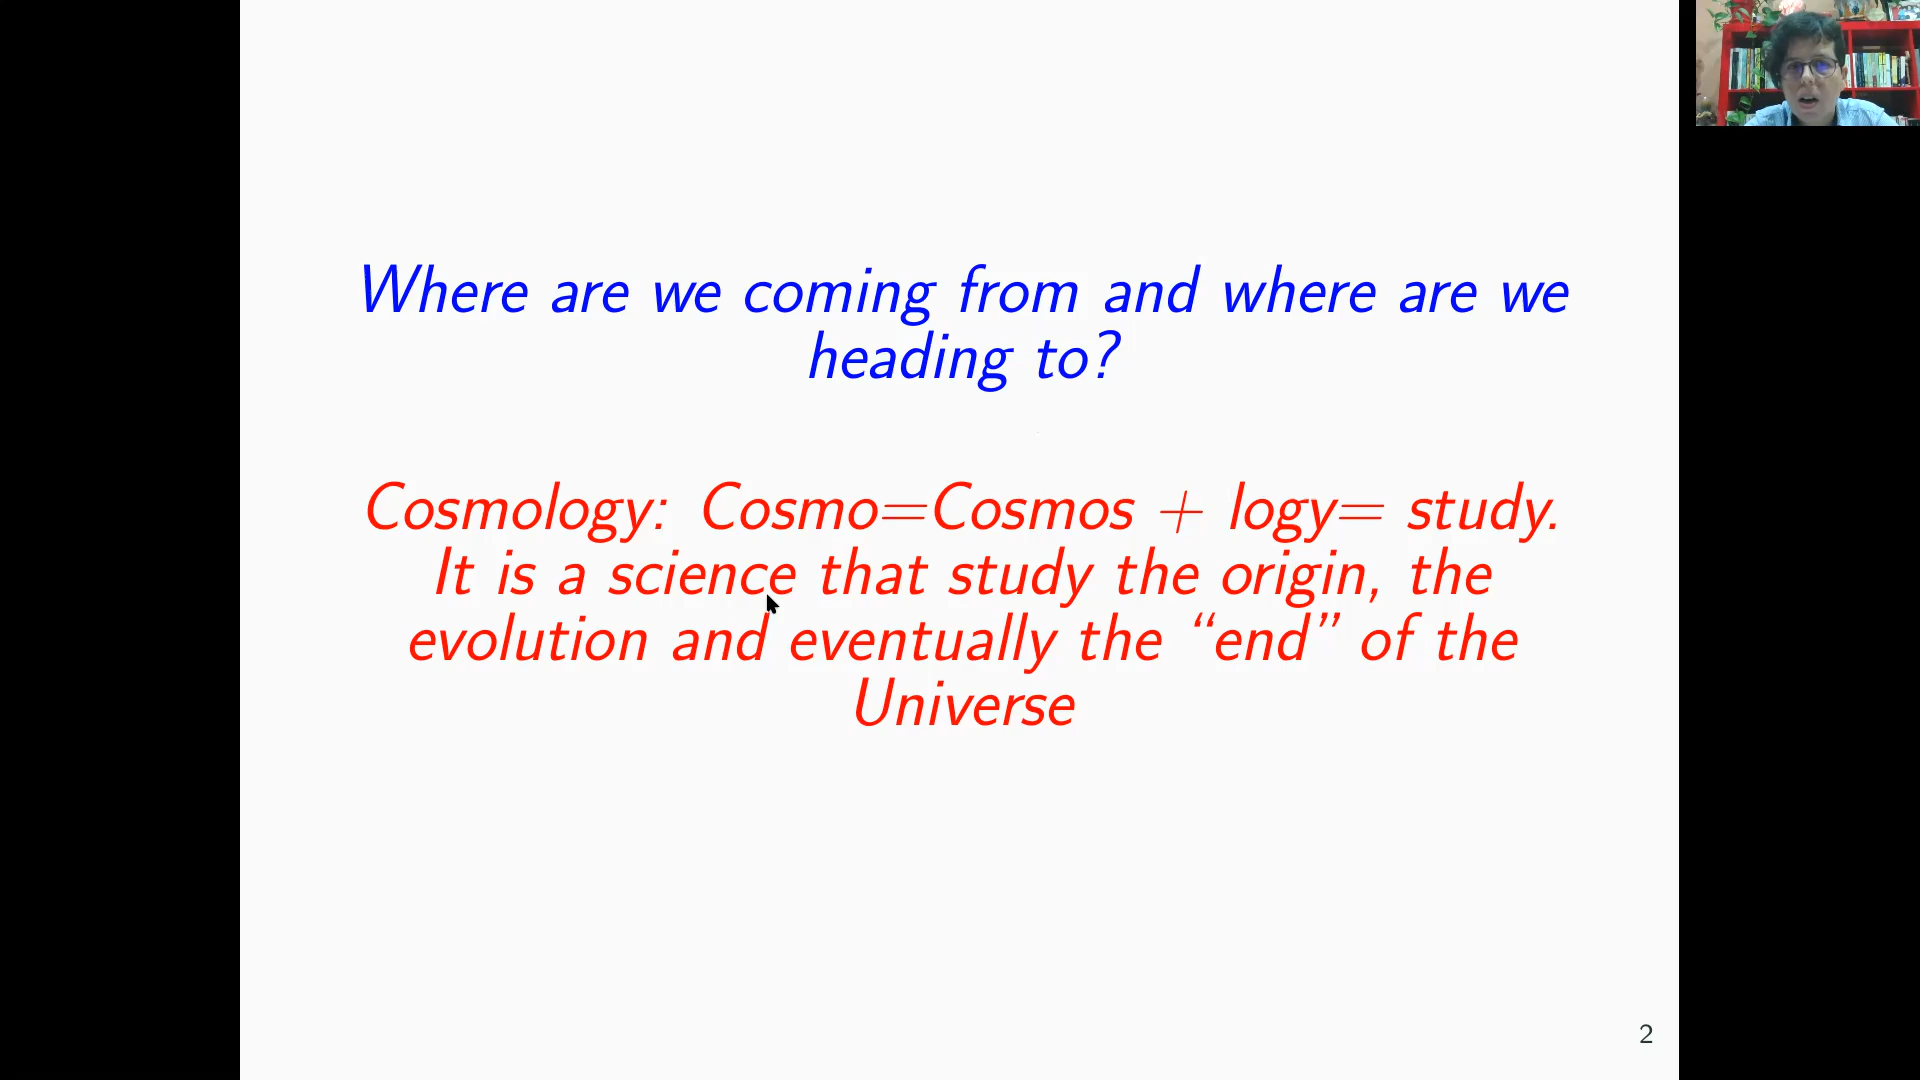 Where are we coming from and where are we
heading to?
Cosmology: Cosmo=Cosmos + logy= study.
It is a science that study the origin, the
evolution and eventually the “end” of the
Universe
2